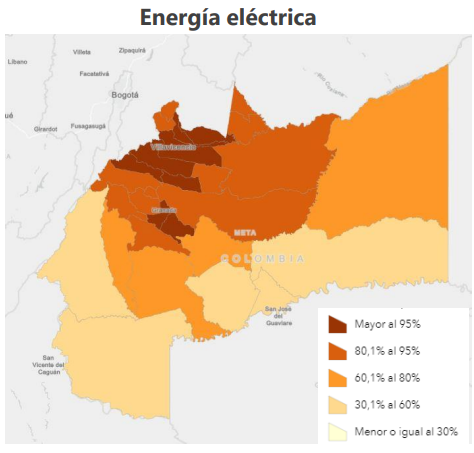 Energía eléctrica
Villeta
Zipaquirá
Líbano
Facatelivá
Bogotá
Girardot
Fusagasugá
Villavicencio
Granada
META
COLOMBIA
San José
del
Guaviare
San
Vicente del
Caguán
Mayor al 95%
80,1% al 95%
60,1% al 80%
30,1% al 60%
Menor o igual al 30%